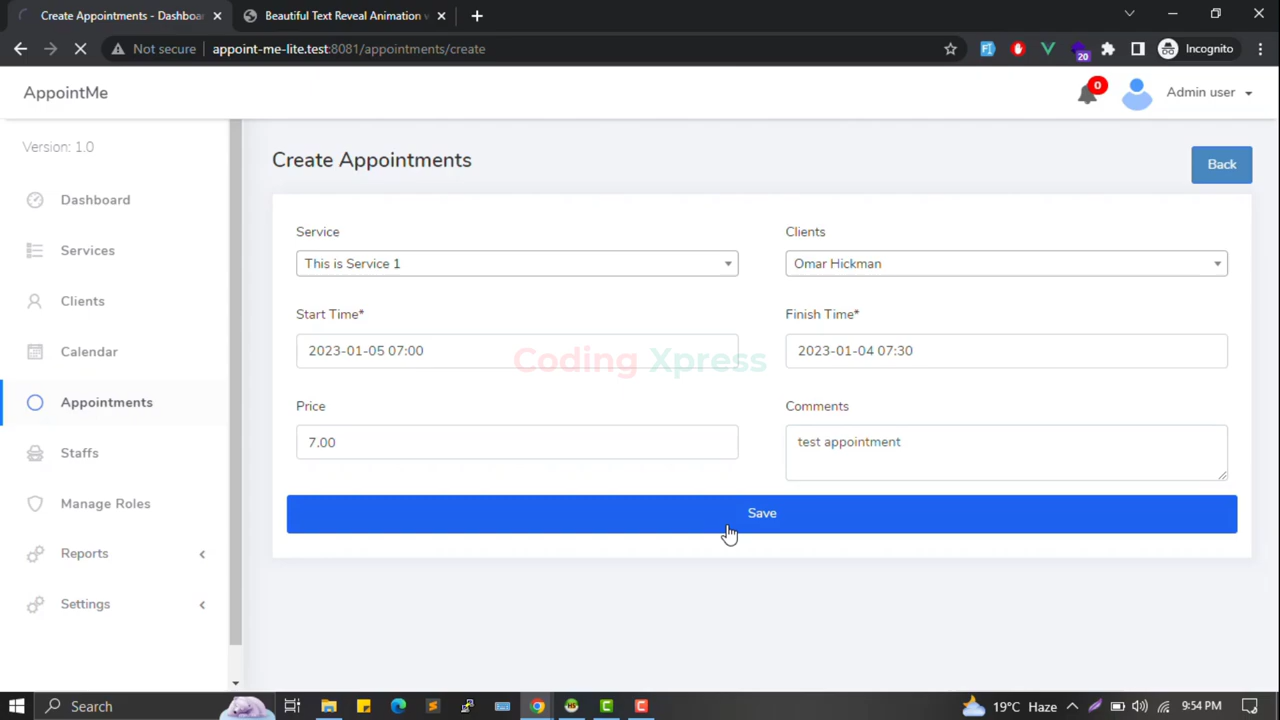 Create Appointments - Dashboa
Beautiful Text Reveal Animation
Not secure
appoint-me-lite.test:8081/appointments/create
20
Incognito
AppointMe
0
Admin user
Version: 1.0
Dashboard
Services
Clients
Calendar
Appointments
Staffs
Manage Roles
Reports
Settings
Create Appointments
Back
Service
Clients
This is Service 1
Omar Hickman
Start Time*
Finish Time*
2023-01-05 07:00
2023-01-04 07:30
Coding Xpress
Price
Comments
7.00
test appointment
Save
Search
19°C Haze
9:54 PM